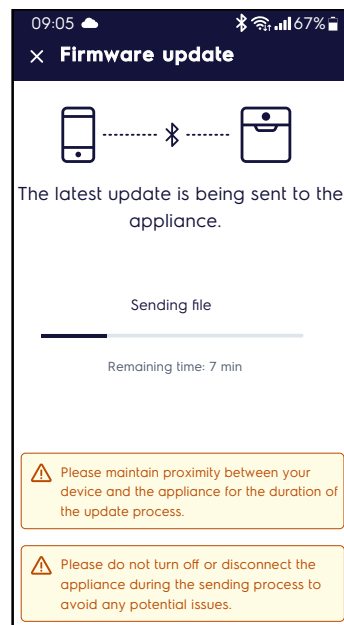 09:05 67%
× Firmware update
The latest update is being sent to the
appliance.
Sending file
Remaining time: 7 min
Please maintain proximity between your
device and the appliance for the duration of
the update process.
Please do not turn off or disconnect the
appliance during the sending process to
avoid any potential issues.